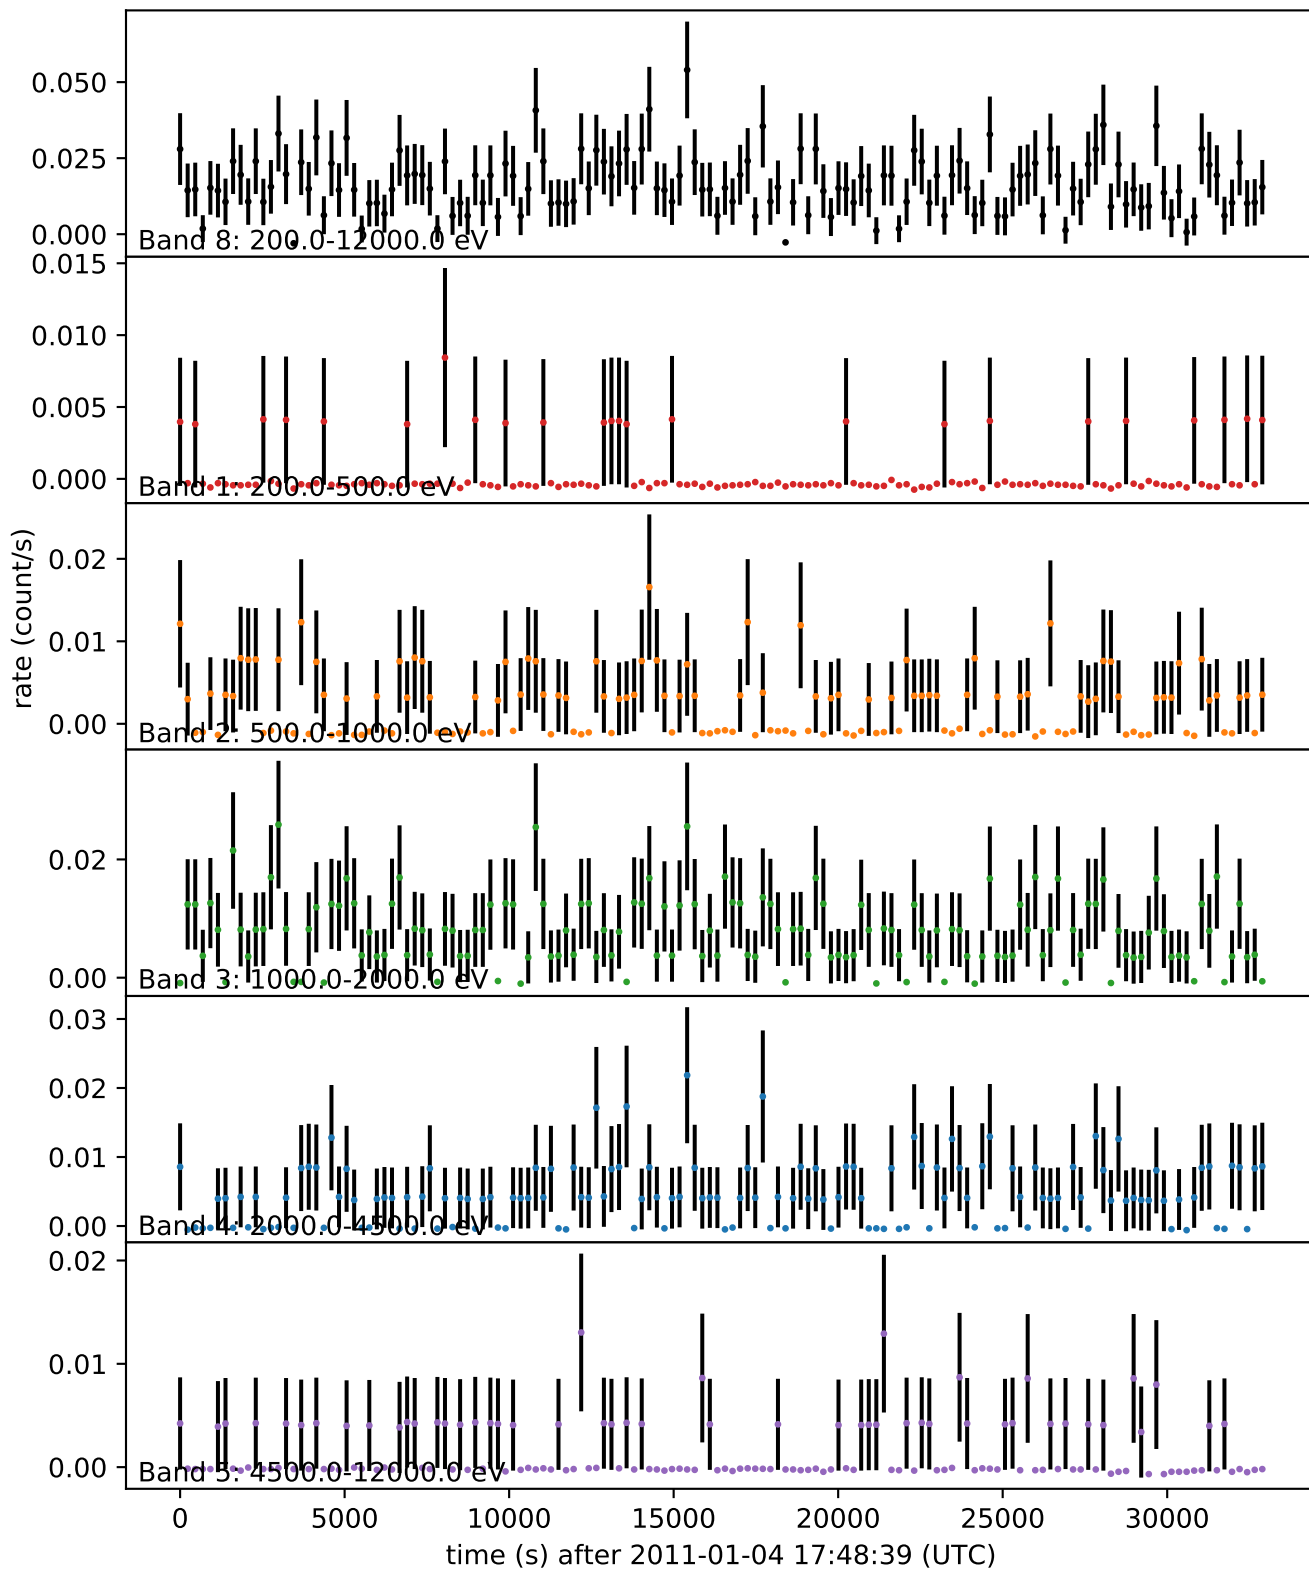 0.050
0.025
0.000
Band 8: 200.0-12000.0 eV
0.015
0.010
0.005
0.000
Band 1: 200.0-500.0 eV
rate (count/s)
0.02
0.01
0.00
Band 2: 500.0-1000.0 eV
0.02
0.00
Band 3: 1000.0-2000.0 eV
0.03
0.02
0.01
0.00
Band 4: 2000.0-4500.0 eV
0.02
0.01
0.00
Band 5: 4500.0-12000.0 eV
0 5000 10000 15000 20000 25000 30000
time (s) after 2011-01-04 17:48:39 (UTC)